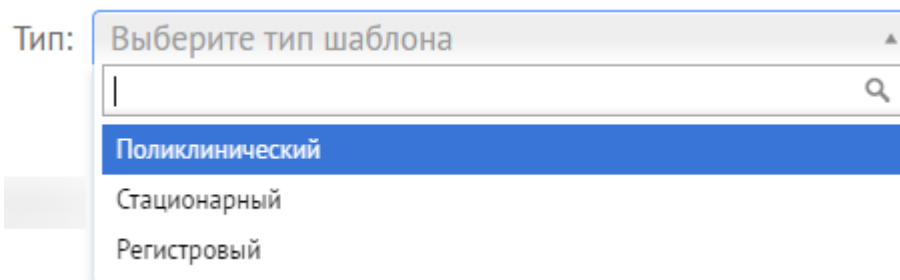 Тип: Выберите тип шаблона
Поликлинический
Стационарный
Регистровый